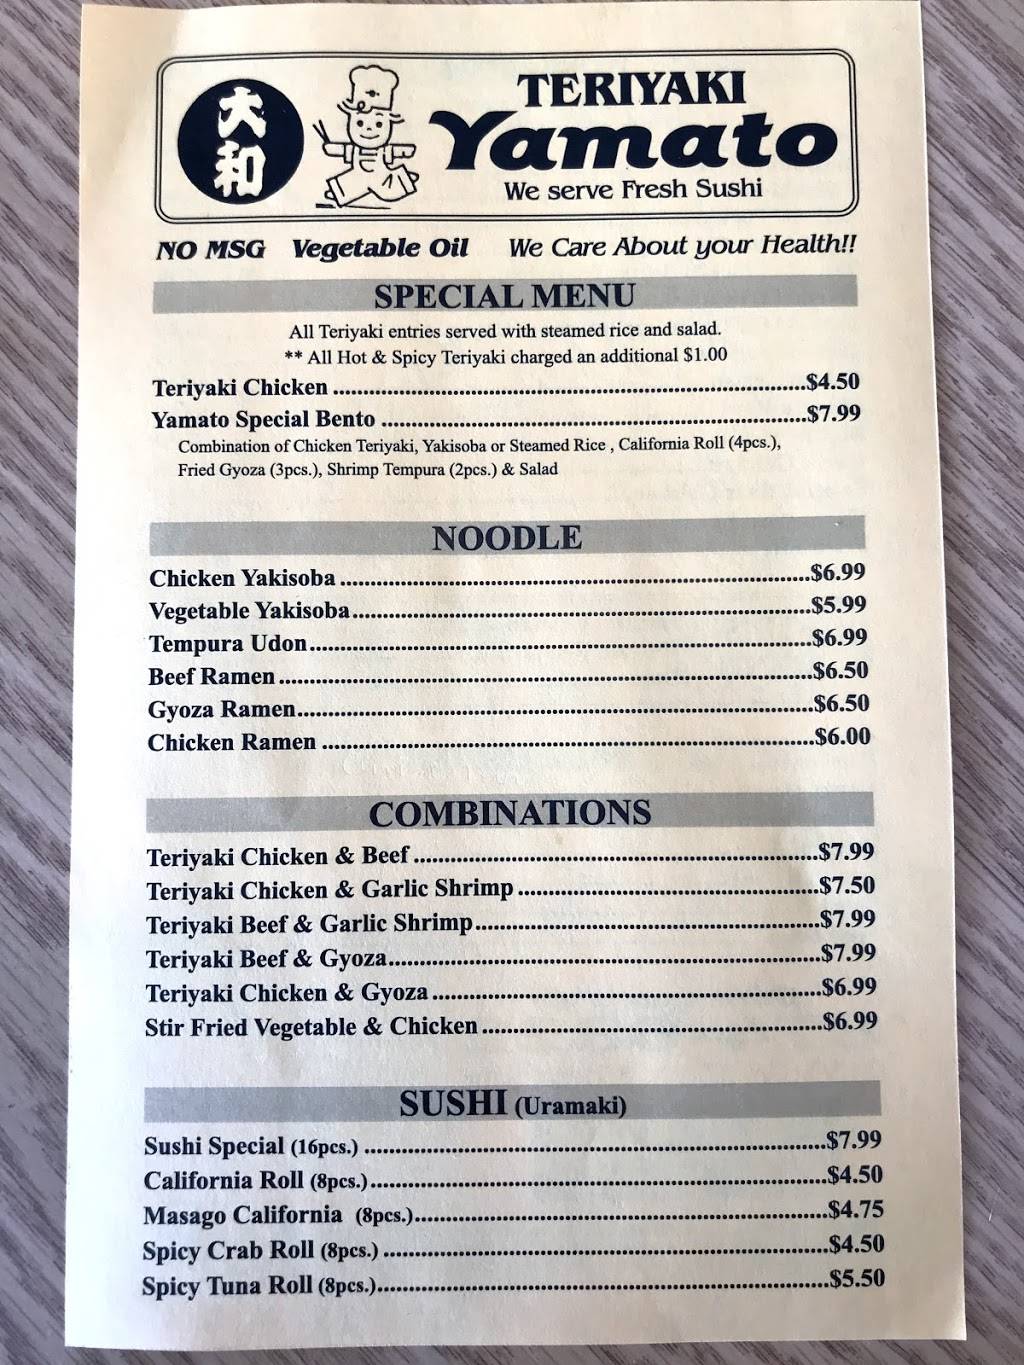 大和
TERIYAKI
Yamato
We serve Fresh Sushi
NO MSG Vegetable Oil We Care About your Health!!
SPECIAL MENU
All Teriyaki entries served with steamed rice and salad.
** All Hot & Spicy Teriyaki charged an additional $1.00
Teriyaki Chicken ........ $4.50
Yamato Special Bento ........ $7.99
Combination of Chicken Teriyaki, Yakisoba or Steamed Rice , California Roll (4pcs.),
Fried Gyoza (3pcs.), Shrimp Tempura (2pcs.) & Salad
NOODLE
Chicken Yakisoba ........ $6.99
Vegetable Yakisoba ........ $5.99
Tempura Udon ........ $6.99
Beef Ramen ........ $6.50
Gyoza Ramen ........ $6.50
Chicken Ramen ........ $6.00
COMBINATIONS
Teriyaki Chicken & Beef ........ $7.99
Teriyaki Chicken & Garlic Shrimp ........ $7.50
Teriyaki Beef & Garlic Shrimp ........ $7.99
Teriyaki Beef & Gyoza ........ $7.99
Teriyaki Chicken & Gyoza ........ $6.99
Stir Fried Vegetable & Chicken ........ $6.99
SUSHI (Uramaki)
Sushi Special (16pcs.) ........ $7.99
California Roll (8pcs.) ........ $4.50
Masago California (8pcs.) ........ $4.75
Spicy Crab Roll (8pcs.) ........ $4.50
Spicy Tuna Roll (8pcs.) ........ $5.50